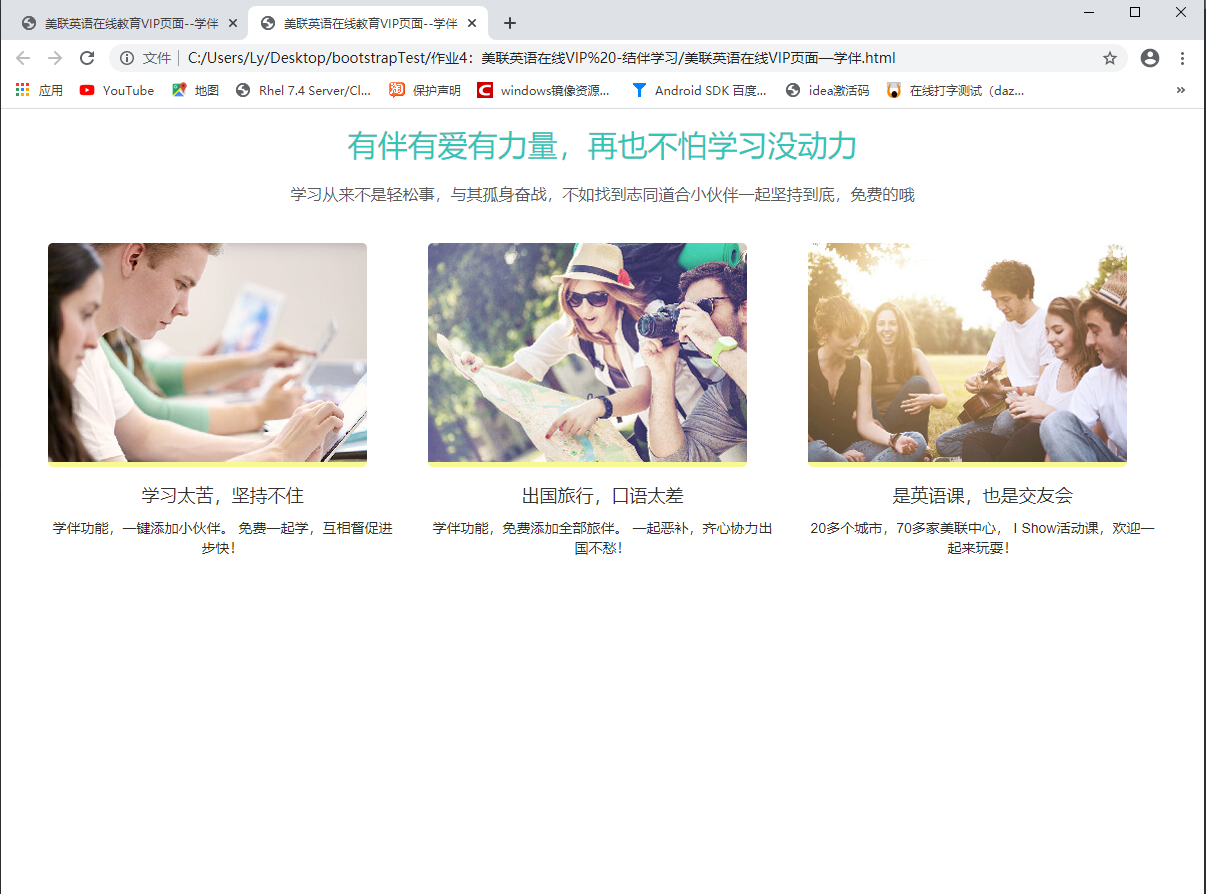 美联英语在线教育VIP页面--学伴
美联英语在线教育VIP页面--学伴
文件 | C:/Users/Ly/Desktop/bootstrapTest/作业4：美联英语在线VIP%20-结伴学习/美联英语在线VIP页面—学伴.html
应用 YouTube 地图 Rhel 7.4 Server/Cl... 淘 保护声明 C windows镜像资源... Android SDK 百度... idea激活码 在线打字测试（daz... »
有伴有爱有力量，再也不怕学习没动力
学习从来不是轻松事，与其孤身奋战，不如找到志同道合小伙伴一起坚持到底，免费的哦
学习太苦，坚持不住
学伴功能，一键添加小伙伴。 免费一起学，互相督促进
步快！
出国旅行，口语太差
学伴功能，免费添加全部旅伴。 一起恶补，齐心协力出
国不愁！
是英语课，也是交友会
20多个城市，70多家美联中心， I Show活动课，欢迎一
起来玩耍！